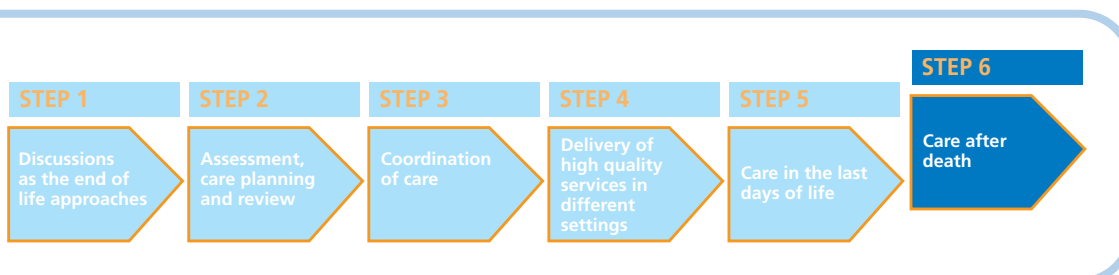 STEP 1
Discussions
as the end of
life approaches
STEP 2
Assessment,
care planning
and review
STEP 3
Coordination
of care
STEP 4
Delivery of
high quality
services in
different
settings
STEP 5
Care in the last
days of life
STEP 6
Care after
death